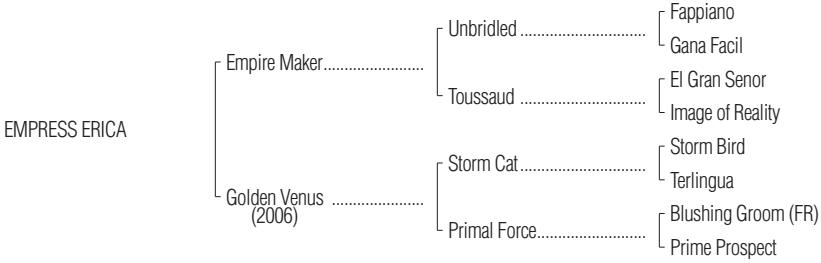 Fappiano
Unbridled ..............................
Gana Facil
Empire Maker........................
El Gran Senor
Toussaud ..............................
Image of Reality
EMPRESS ERICA
Storm Bird
Storm Cat..............................
Terlingua
Golden Venus ......................
(2006)
Blushing Groom (FR)
Primal Force..........................
Prime Prospect